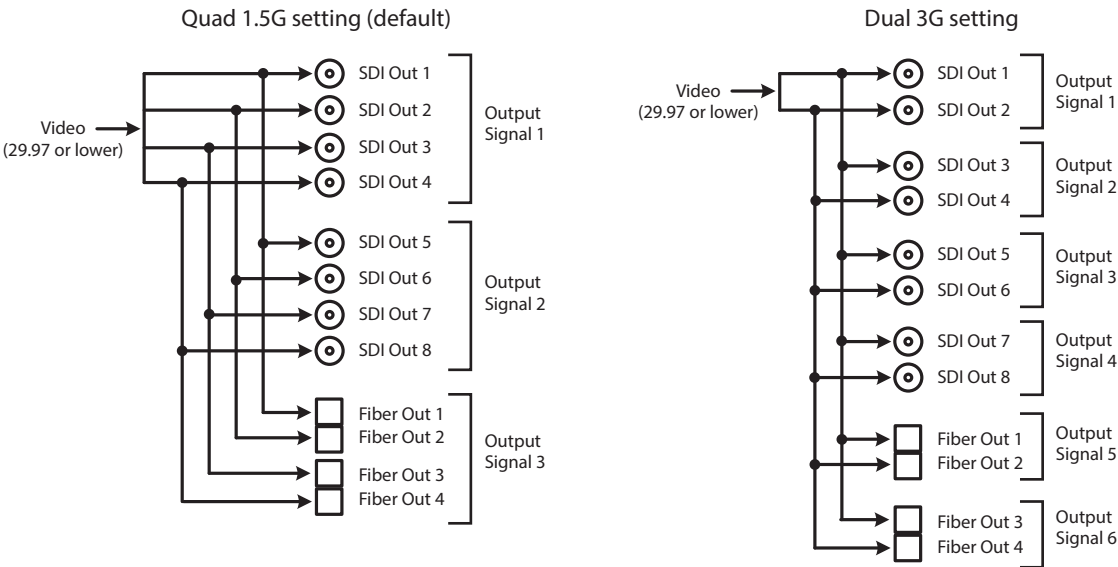 Quad 1.5G setting (default)
Video
(29.97 or lower)
SDI Out 1
SDI Out 2
SDI Out 3
SDI Out 4
Output
Signal 1
SDI Out 5
SDI Out 6
SDI Out 7
SDI Out 8
Output
Signal 2
Fiber Out 1
Fiber Out 2
Fiber Out 3
Fiber Out 4
Output
Signal 3
Dual 3G setting
Video
(29.97 or lower)
SDI Out 1
SDI Out 2
Output
Signal 1
SDI Out 3
SDI Out 4
Output
Signal 2
SDI Out 5
SDI Out 6
Output
Signal 3
SDI Out 7
SDI Out 8
Output
Signal 4
Fiber Out 1
Fiber Out 2
Output
Signal 5
Fiber Out 3
Fiber Out 4
Output
Signal 6